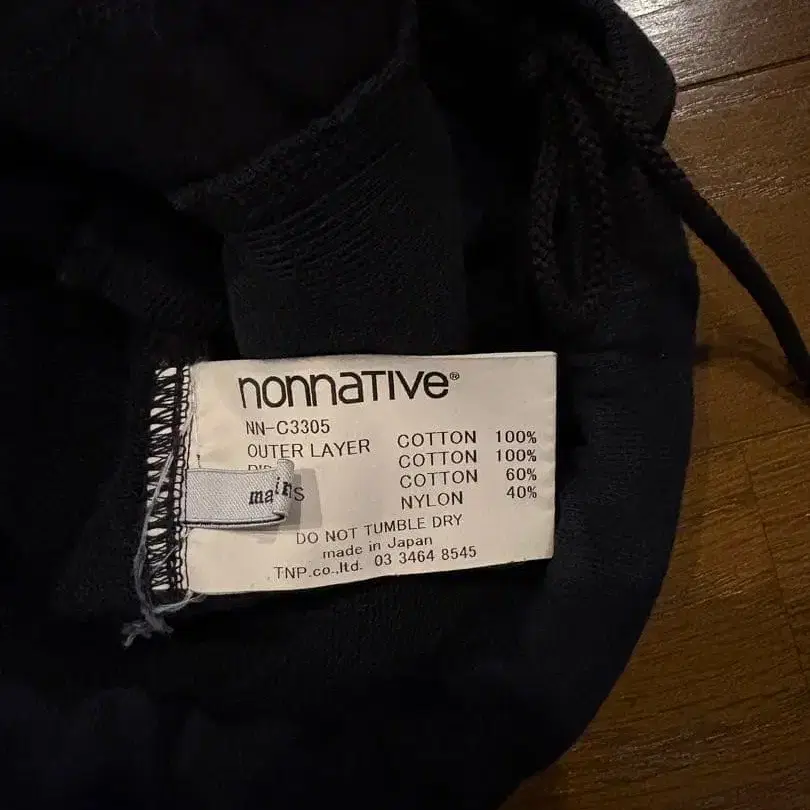 nonnative®
NN-C3305
OUTER LAYER COTTON 100%
COTTON 100%
COTTON 60%
NYLON 40%
DO NOT TUMBLE DRY
made in Japan
TNP.co.,ltd. 03 3464 8545